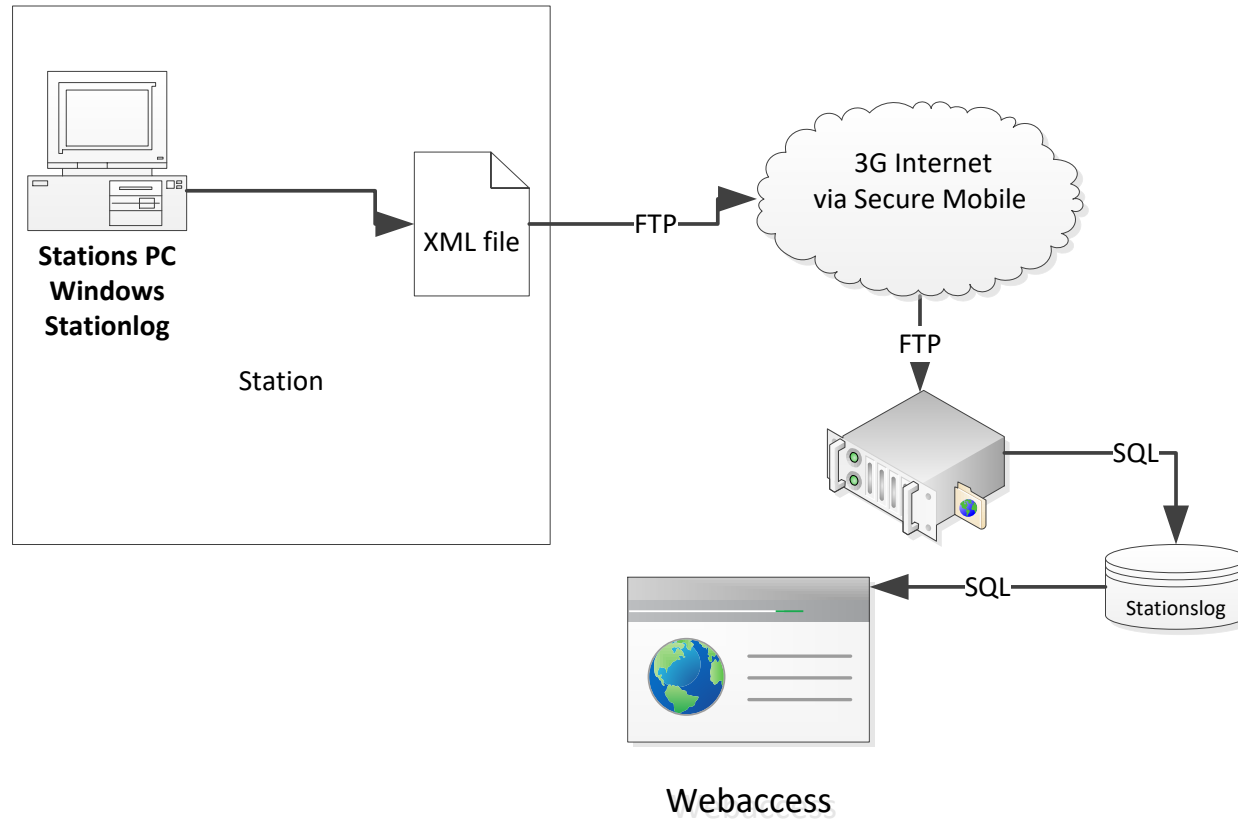 Stations PC
Windows
Stationlog
XML file
Station
FTP
3G Internet
via Secure Mobile
FTP
SQL
Stationslog
SQL
Webaccess